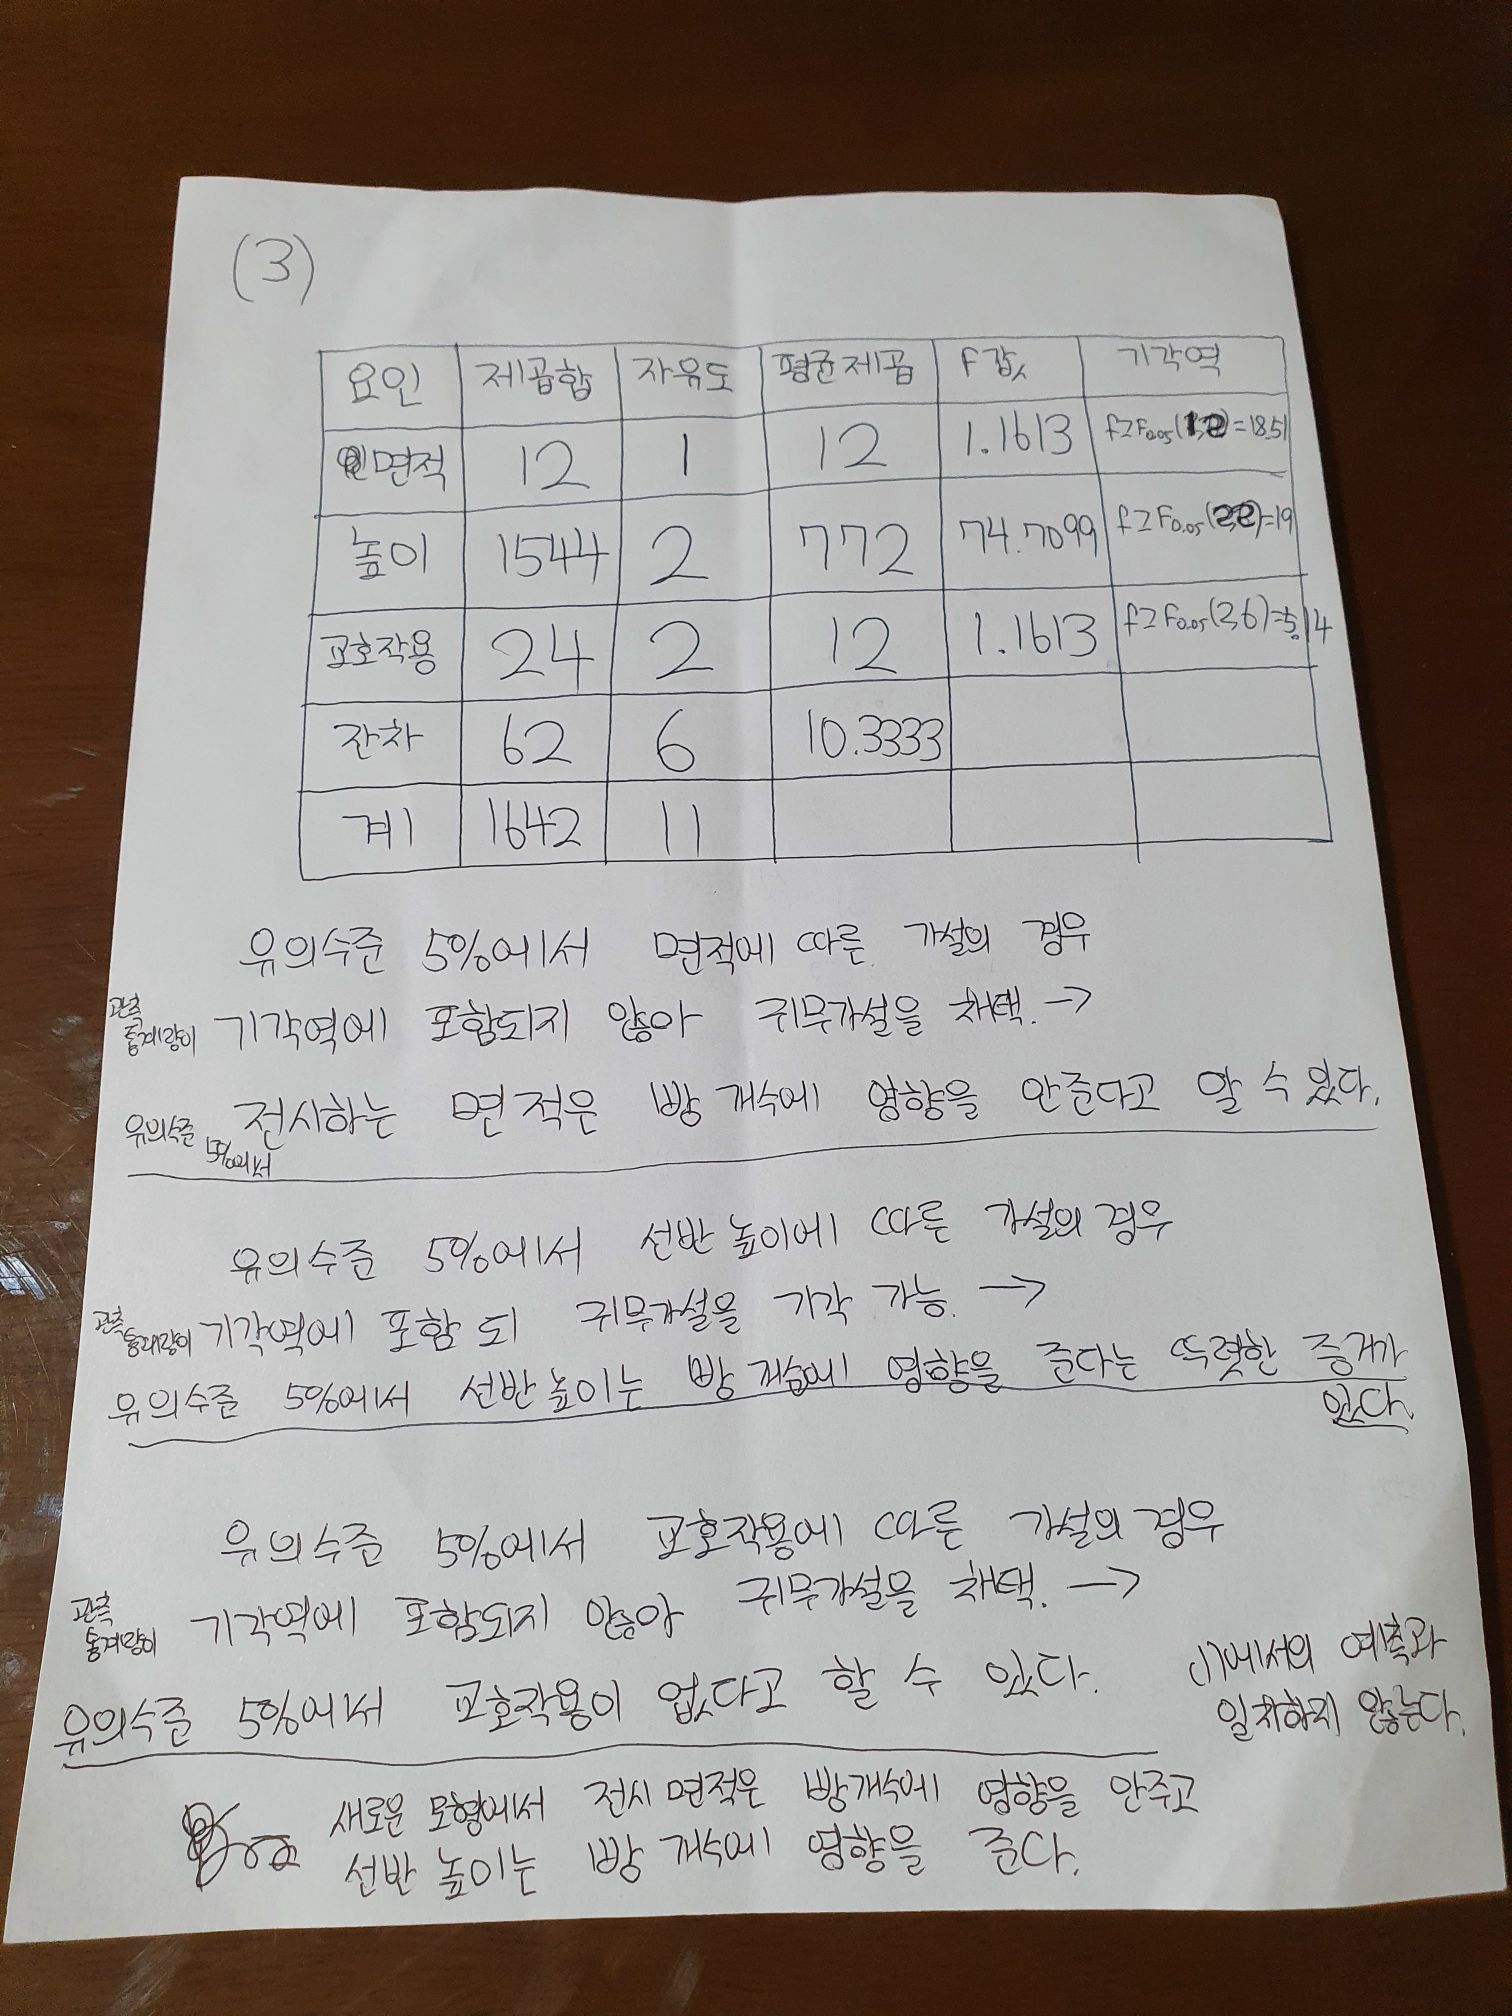 (3)
요인 제곱합 자유도 평균제곱 f값 기각역
면적 12 1 12 1.1613 f≥F0.05(1,2)=18.51
높이 1544 2 772 74.7099 f≥F0.05(2,2)=19
교호작용 24 2 12 1.1613 f≥F0.05(2,6)=5.14
잔차 62 6 10.3333
계 1642 11
유의수준 5%에서 면적에 따른 가설의 경우
관측통계량이 기각역에 포함되지 않아 귀무가설을 채택. →
유의수준 5%에서 전시하는 면적은 빵 개수에 영향을 안준다고 말 수 있다.
유의수준 5%에서 선반 높이에 따른 가설의 경우
관측통계량이 기각역에 포함 되 귀무가설을 기각 가능. →
유의수준 5%에서 선반 높이는 빵 개수에 영향을 준다는 뚜렷한 증거가
있다.
유의수준 5%에서 교호작용에 따른 가설의 경우
관측통계량이 기각역에 포함되지 않아 귀무가설을 채택. →
유의수준 5%에서 교호작용이 없다고 할 수 있다.
(1)에서의 예측과
일치하지 않는다.
새로운 모형에서 전시 면적은 빵개수에 영향을 안주고
선반 높이는 빵 개수에 영향을 준다.